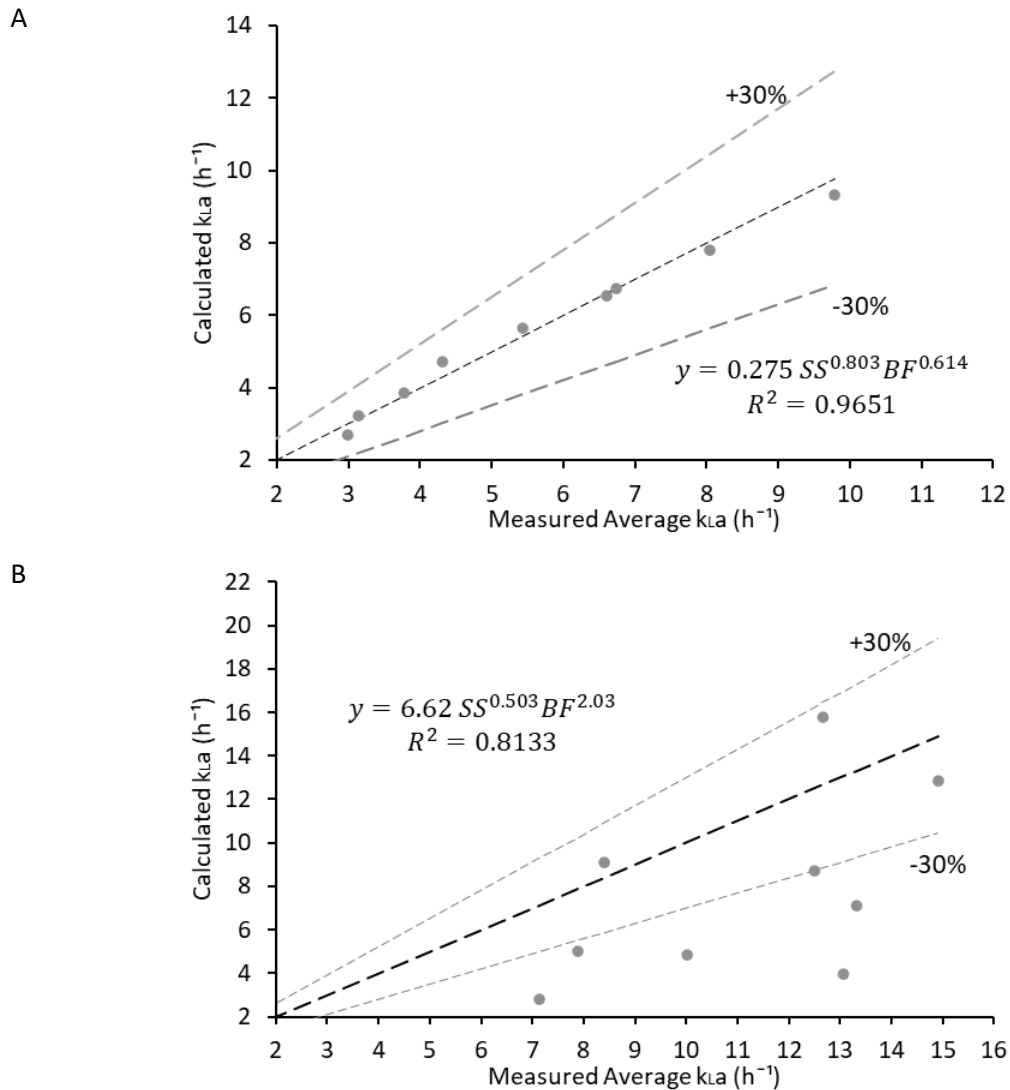 A
14
12
10
8
6
4
2
Calculated kLa (h⁻¹)
+30%
-30%
y = 0.275 SS^0.803 BF^0.614
R² = 0.9651
2 3 4 5 6 7 8 9 10 11 12
Measured Average kLa (h⁻¹)
B
22
20
18
16
14
12
10
8
6
4
2
Calculated kLa (h⁻¹)
+30%
y = 6.62 SS^0.503 BF^2.03
R² = 0.8133
-30%
2 3 4 5 6 7 8 9 10 11 12 13 14 15 16
Measured Average kLa (h⁻¹)